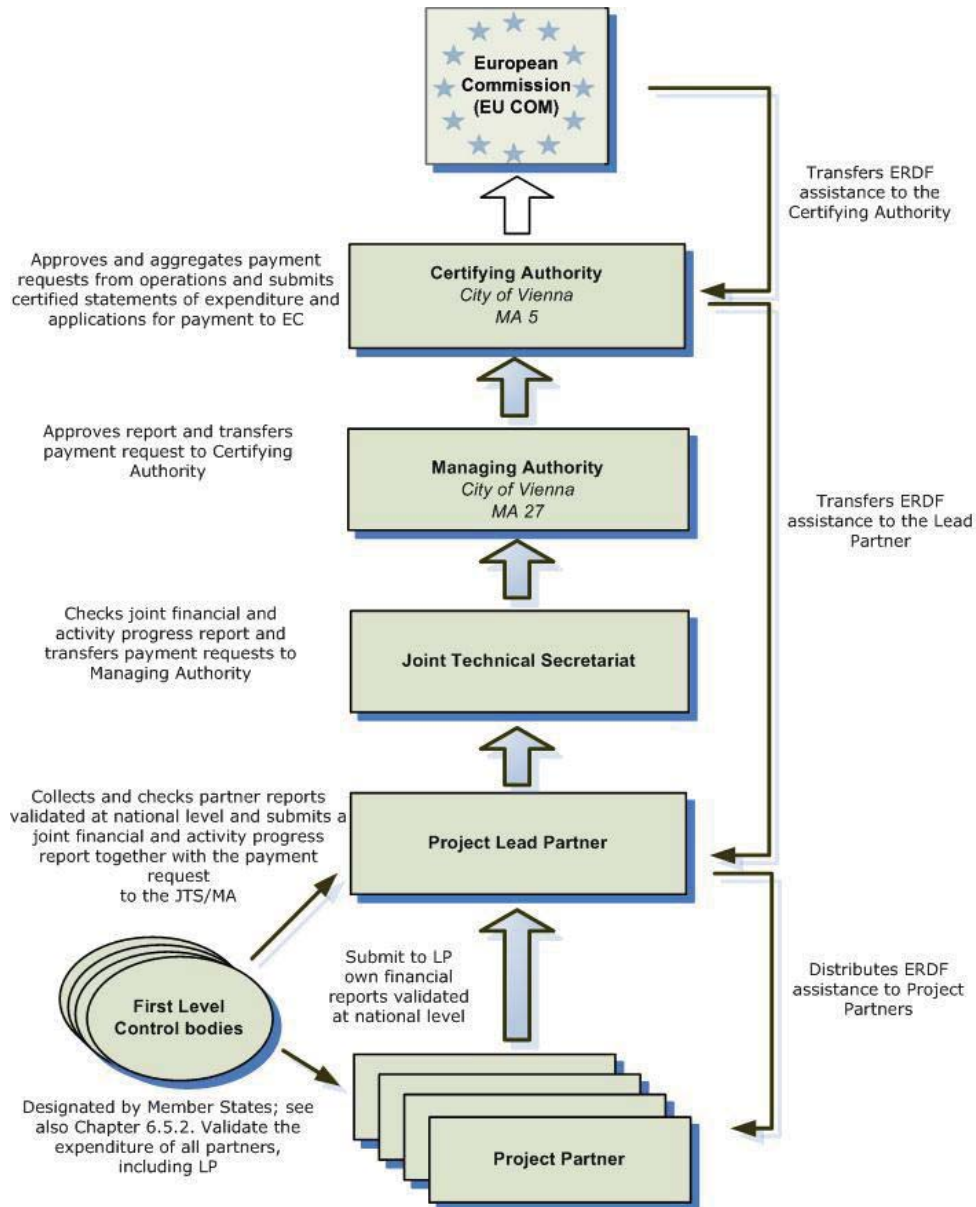 European
Commission
(EU COM)
Transfers ERDF
assistance to the
Certifying Authority
Approves and aggregates payment
requests from operations and submits
certified statements of expenditure and
applications for payment to EC
Certifying Authority
City of Vienna
MA 5
Approves report and transfers
payment request to Certifying
Authority
Managing Authority
City of Vienna
MA 27
Transfers ERDF
assistance to the Lead
Partner
Checks joint financial and
activity progress report and
transfers payment requests to
Managing Authority
Joint Technical Secretariat
Collects and checks partner reports
validated at national level and submits a
joint financial and activity progress
report together with the payment
request
to the JTS/MA
Project Lead Partner
First Level
Control bodies
Submit to LP
own financial
reports validated
at national level
Distributes ERDF
assistance to Project
Partners
Designated by Member States; see
also Chapter 6.5.2. Validate the
expenditure of all partners,
including LP
Project Partner